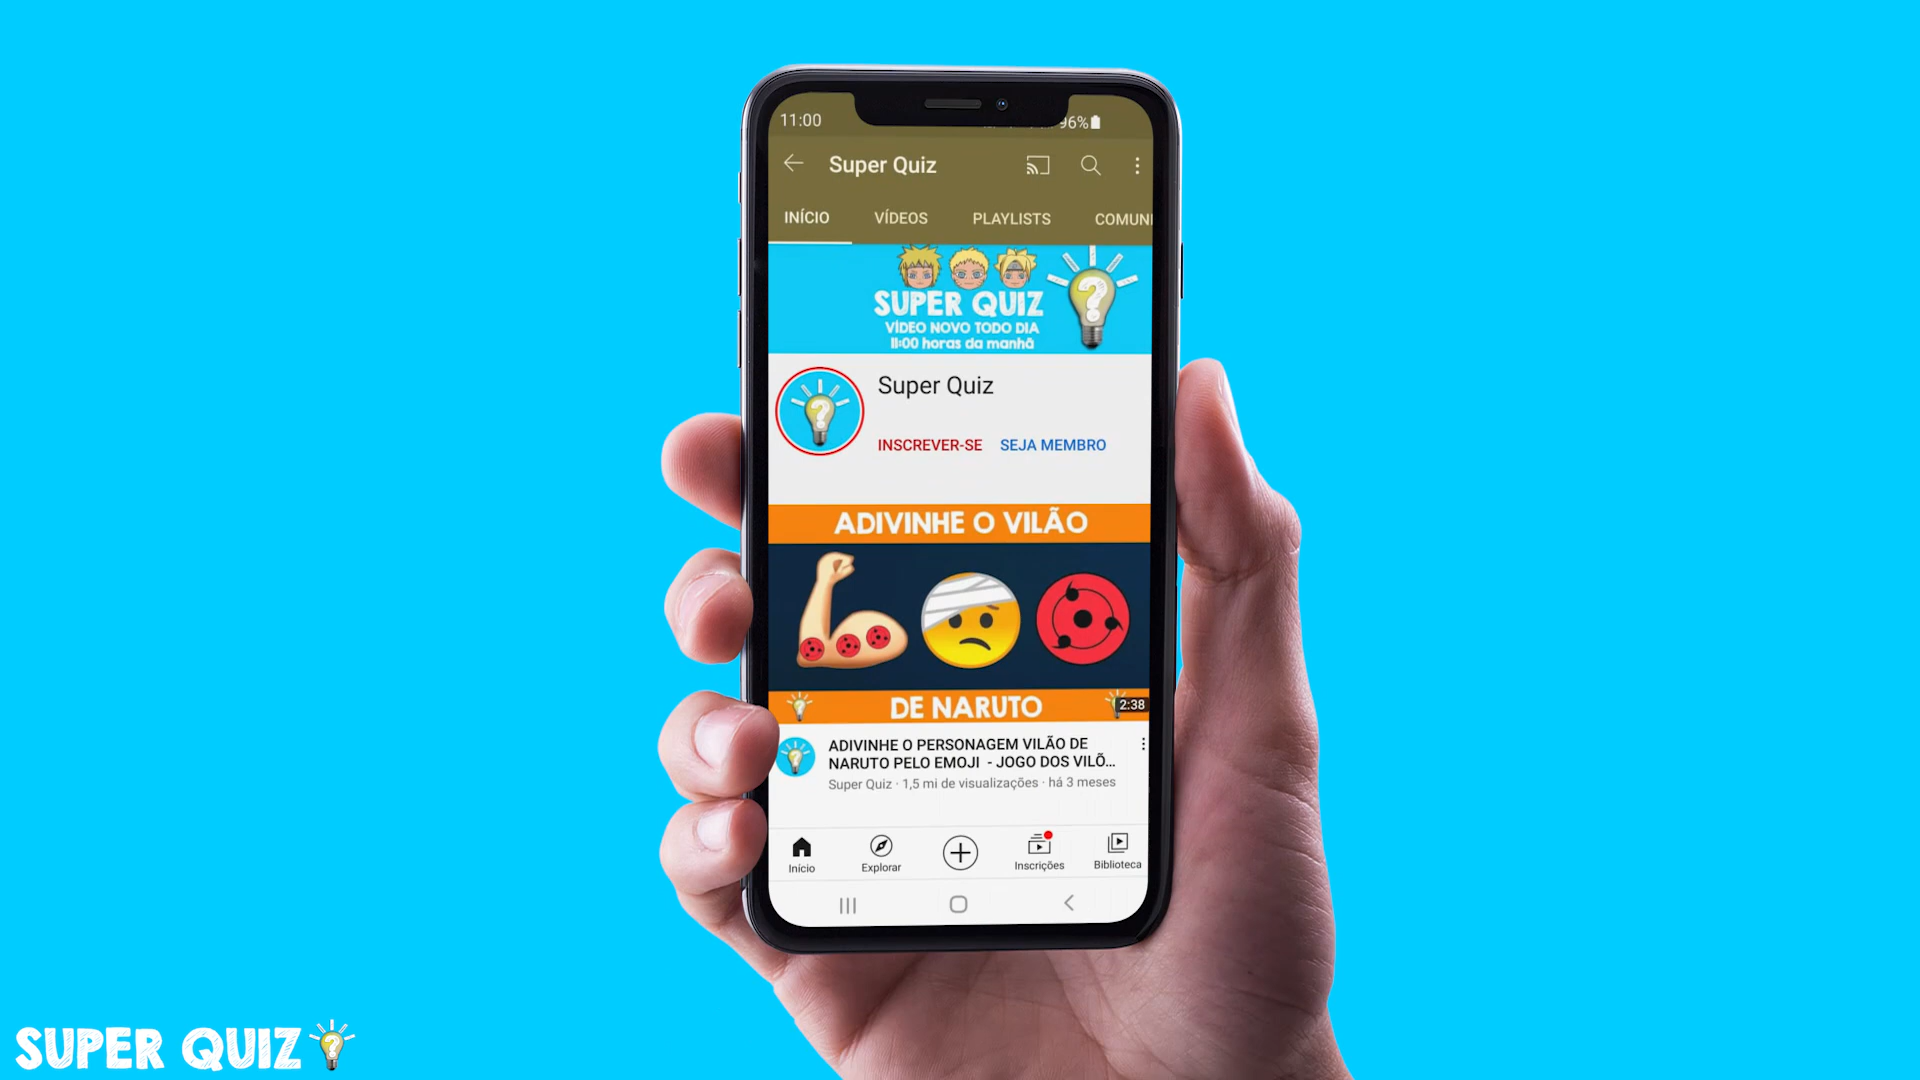 11:00
96%
Super Quiz
INÍCIO VÍDEOS PLAYLISTS COMUNI
SUPER QUIZ
VÍDEO NOVO TODO DIA
11:00 horas da manhã
Super Quiz
INSCREVER-SE SEJA MEMBRO
ADIVINHE O VILÃO
DE NARUTO
2:38
ADIVINHE O PERSONAGEM VILÃO DE
NARUTO PELO EMOJI - JOGO DOS VILÕ...
Super Quiz · 1,5 mi de visualizações · há 3 meses
Início Explorar Inscrições Biblioteca
SUPER QUIZ